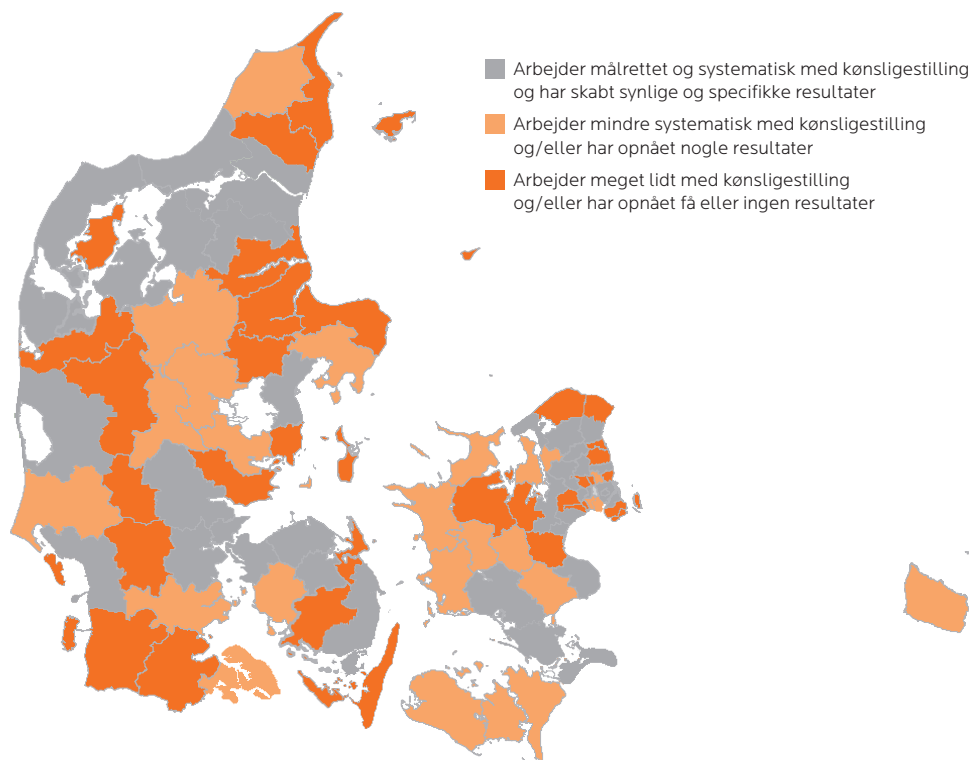 Arbejder målrettet og systematisk med kønsligestilling
og har skabt synlige og specifikke resultater
Arbejder mindre systematisk med kønsligestilling
og/eller har opnået nogle resultater
Arbejder meget lidt med kønsligestilling
og/eller har opnået få eller ingen resultater